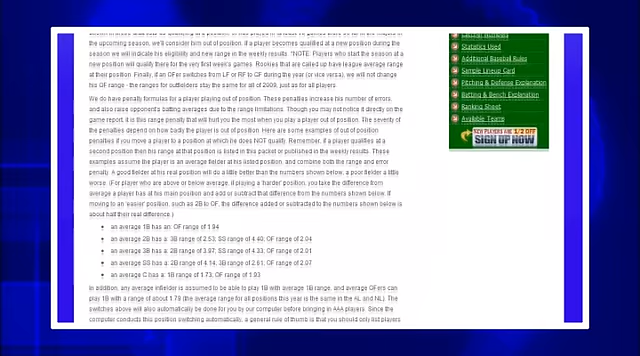 the upcoming season, we'll consider him out of position. if a player becomes qualified at a new position during the
season we will indicate his eligibility and new range in the weekly results. *NOTE: Players who start the season at a
new position will qualify there for the very first week's games. Rookies that are called up have league average range
at their position. Finally, if an OFer switches from LF or RF to CF during the year (or vice versa), we will not change
his OF range - the ranges for outfielders stay the same for all of 2009, just as for all players.
We do have penalty formulas for a player playing out of position. These penalties increase his number of errors,
and also raise opponent's batting averages due to the range limitations. Though you may not notice it directly on the
game report, it is this range penalty that will hurt you the most when you play a player out of position. The severity of
the penalties depend on how badly the player is out of position. Here are some examples of out of position
penalties if you move a player to a position at which he does NOT qualify. Remember, if a player qualifies at a
second position then his range at that position is listed in this packet or published in the weekly results. These
examples assume the player is an average fielder at his listed position, and combine both the range and error
penalty. A good fielder at his real position will do a little better than the numbers shown below, a poor fielder a little
worse. (For player who are above or below average, if playing a 'harder' position, you take the difference from
average a player has at his main position and add or subtract that difference from the numbers shown below. If
moving to an 'easier' position, such as 2B to OF, the difference added or subtracted to the numbers shown below is
about half their real difference.)
• an average 1B has an: OF range of 1.94
• an average 2B has a: 3B range of 2.53, SS range of 4.40, OF range of 2.04
• an average 3B has a: 2B range of 3.97, SS range of 4.33, OF range of 2.01
• an average SS has a: 2B range of 4.14, 3B range of 2.61, OF range of 2.07
• an average C has a: 1B range of 1.73, OF range of 1.93
In addition, any average infielder is assumed to be able to play 1B with average 1B range, and average OFers can
play 1B with a range of about 1.79 (the average range for all positions this year is the same in the AL and NL). The
switches above will also automatically be done for you by our computer before bringing in AAA players. Since the
computer conducts this position switching automatically, a general rule of thumb is that you should only list players
Statistics Used
Additional Baseball Rules
Sample Lineup Card
Pitching & Defense Explanation
Batting & Bench Explanation
Ranking Sheet
Available Teams
NEW PLAYERS ARE 1/2 OFF
SIGN UP NOW